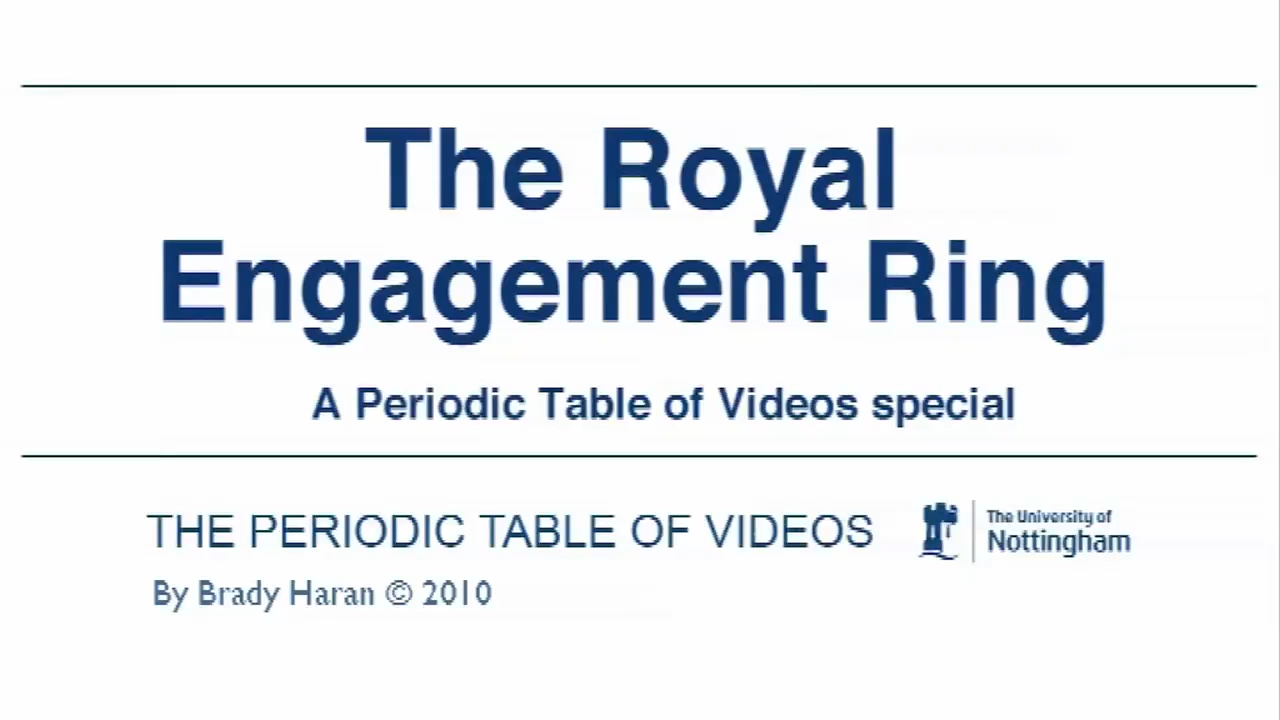 The Royal
Engagement Ring
A Periodic Table of Videos special
THE PERIODIC TABLE OF VIDEOS
The University of
Nottingham
By Brady Haran © 2010